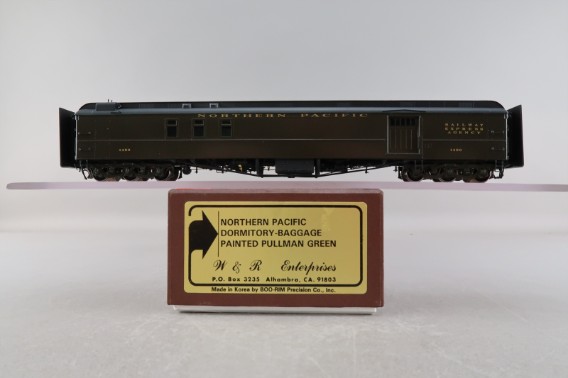 NORTHERN PACIFIC
RAILWAY
EXPRESS
AGENCY
NORTHERN PACIFIC
DORMITORY-BAGGAGE
PAINTED PULLMAN GREEN
W & R Enterprises
P.O. Box 3235 Alhambra, CA. 91803
Made in Korea by BOO-RIM Precision Co., Inc.